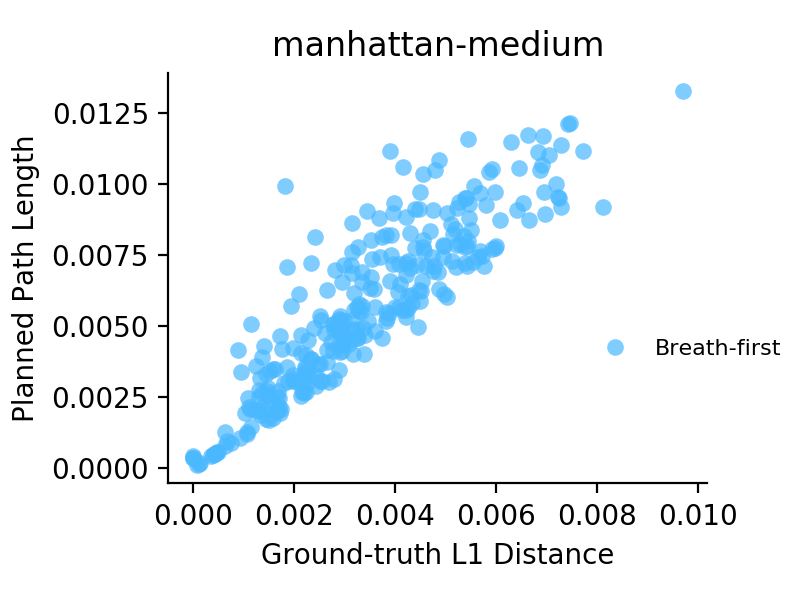 manhattan-medium
Planned Path Length
0.0125
0.0100
0.0075
0.0050
0.0025
0.0000
Breath-first
0.000 0.002 0.004 0.006 0.008 0.010
Ground-truth L1 Distance